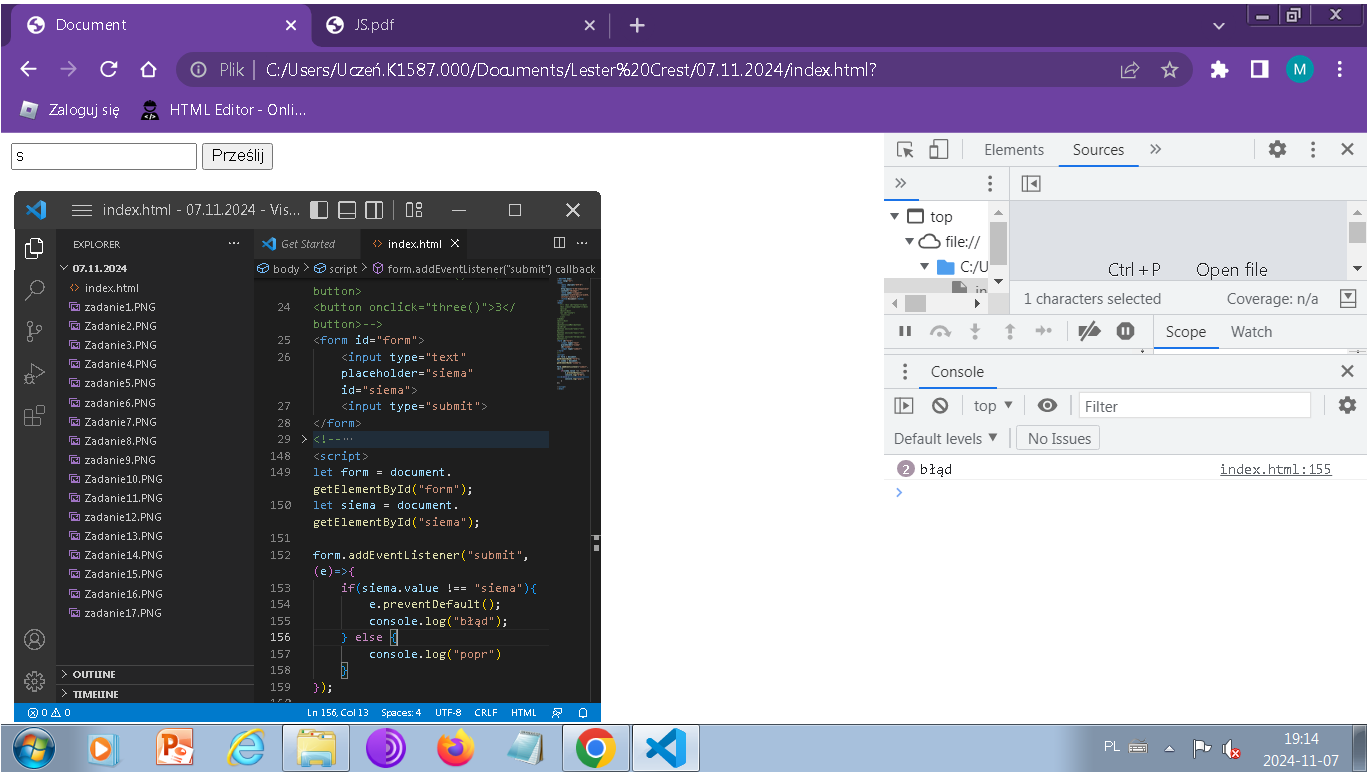 Document
JS.pdf
Plik
C:/Users/Uczeń.K1587.000/Documents/Lester%20Crest/07.11.2024/index.html?
M
Zaloguj się
HTML Editor - Onli...
s
Prześlij
index.html - 07.11.2024 - Vis...
EXPLORER
07.11.2024
index.html
zadanie1.PNG
Zadanie2.PNG
Zadanie3.PNG
Zadanie4.PNG
zadanie5.PNG
zadanie6.PNG
Zadanie7.PNG
Zadanie8.PNG
zadanie9.PNG
Zadanie10.PNG
Zadanie11.PNG
zadanie12.PNG
Zadanie13.PNG
Zadanie14.PNG
Zadanie15.PNG
Zadanie16.PNG
zadanie17.PNG
OUTLINE
TIMELINE
Get Started
index.html
body > script > form.addEventListener("submit") callback
button>
24 <button onclick="three()">3</
button>-->
25 <form id="form">
26 <input type="text"
placeholder="siema"
id="siema">
27 <input type="submit">
28 </form>
29 <!--...
148 <script>
149 let form = document.
getElementById("form");
150 let siema = document.
getElementById("siema");
151
152 form.addEventListener("submit",
(e)=>{
153 if(siema.value !== "siema"){
154 e.preventDefault();
155 console.log("błąd");
156 } else {
157 console.log("popr")
158 }
159 });
0 0
Ln 156, Col 13 Spaces: 4 UTF-8 CRLF HTML
Elements Sources
top
file://
C:/U
in
Ctrl + P Open file
1 characters selected Coverage: n/a
Scope Watch
Console
top
Filter
Default levels
No Issues
2 błąd index.html:155
PL
19:14
2024-11-07